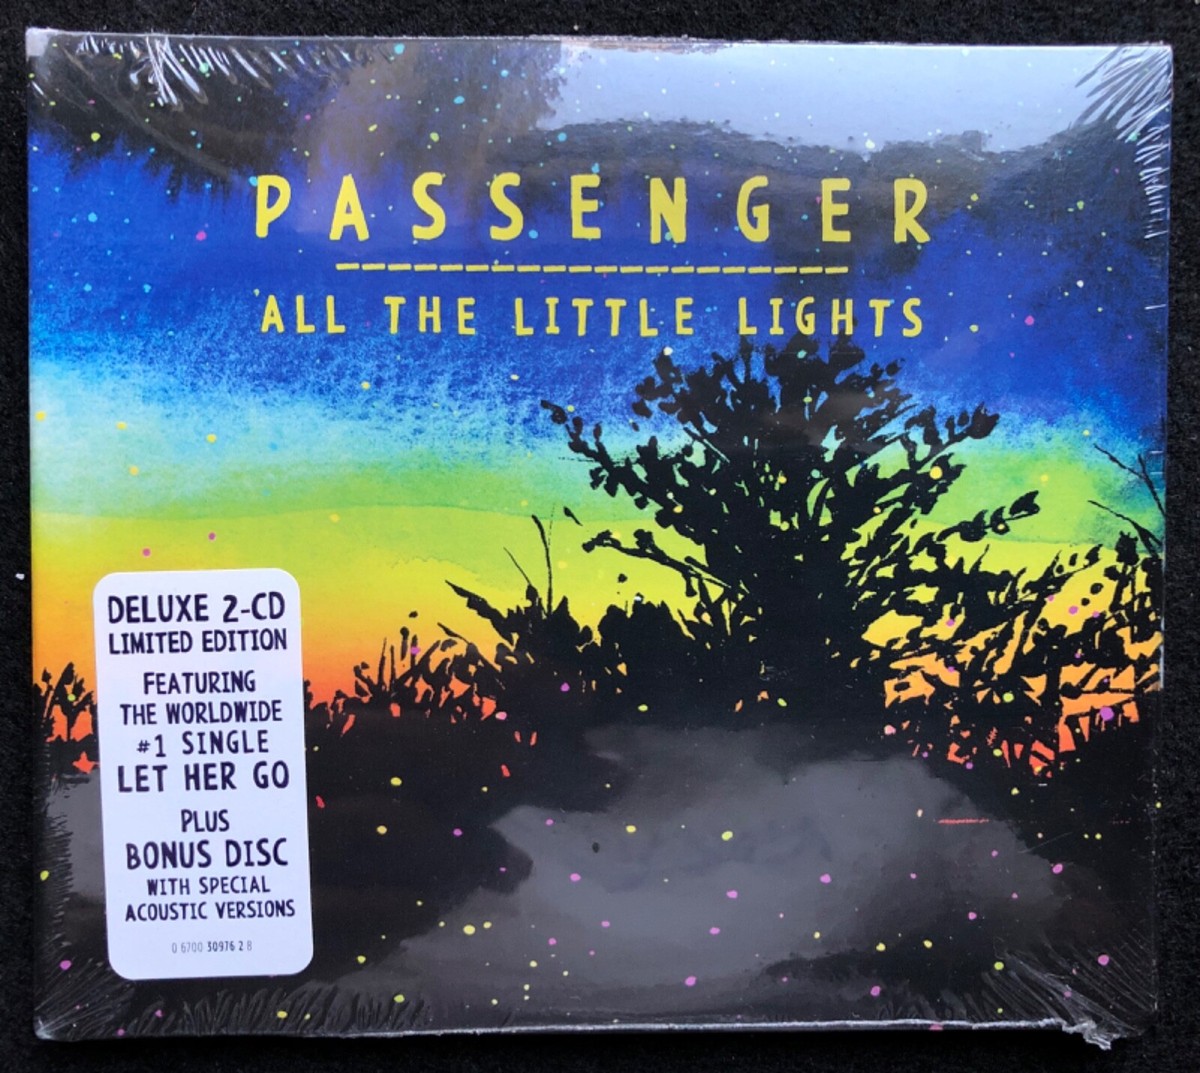 PASSENGER
ALL THE LITTLE LIGHTS
DELUXE 2-CD
LIMITED EDITION
FEATURING
THE WORLDWIDE
#1 SINGLE
LET HER GO
PLUS
BONUS DISC
WITH SPECIAL
ACOUSTIC VERSIONS
0 6700 30976 2 8